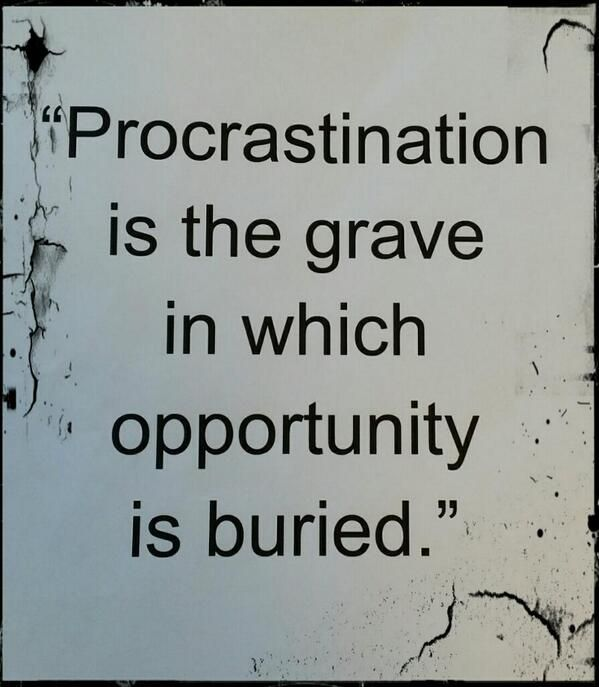 “Procrastination
is the grave
in which
opportunity
is buried.”